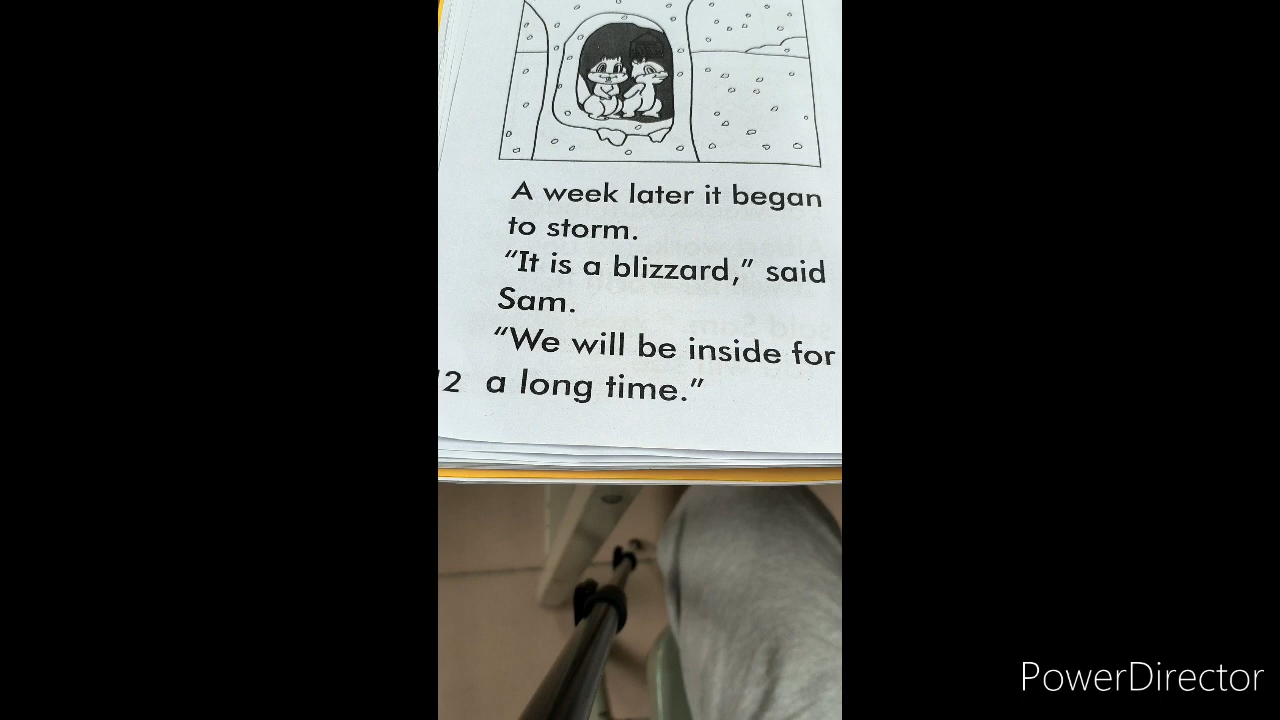 A week later it began
to storm.
"It is a blizzard," said
Sam.
"We will be inside for
12 a long time."
PowerDirector